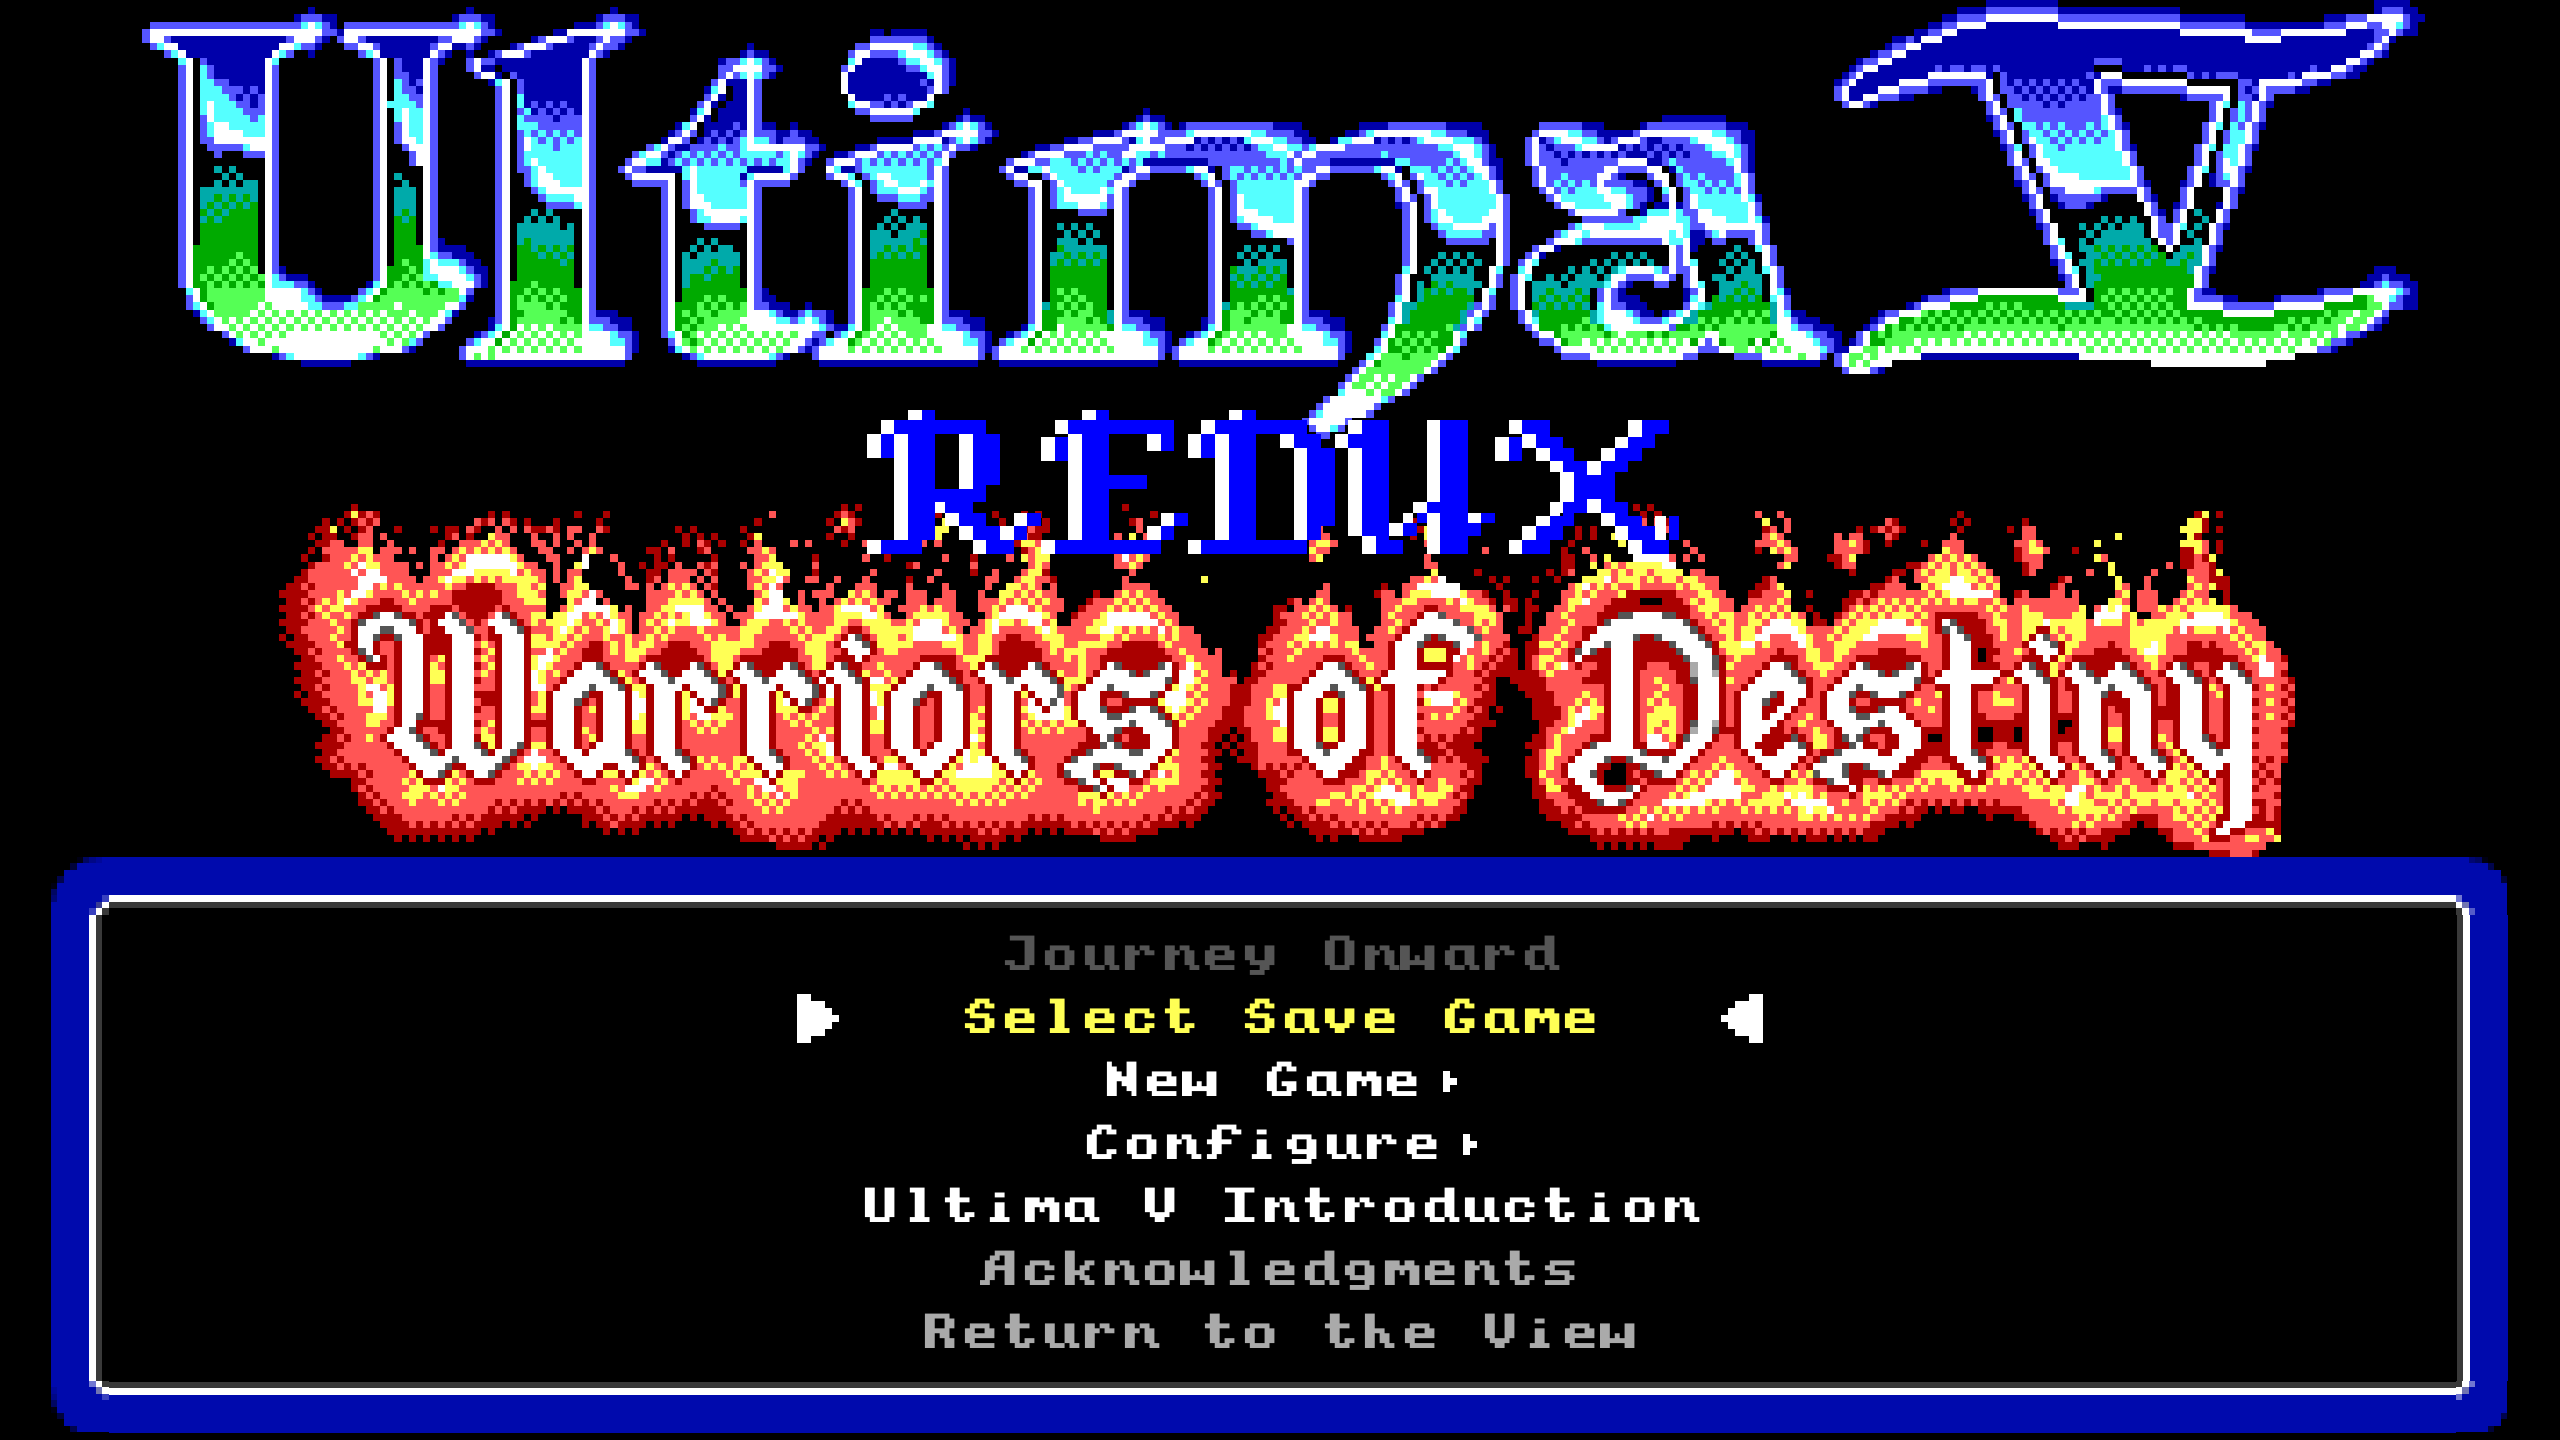 Ultima V
REDUX
Warriors of Destiny
Journey Onward
Select Save Game
New Game
Configure
Ultima V Introduction
Acknowledgments
Return to the View